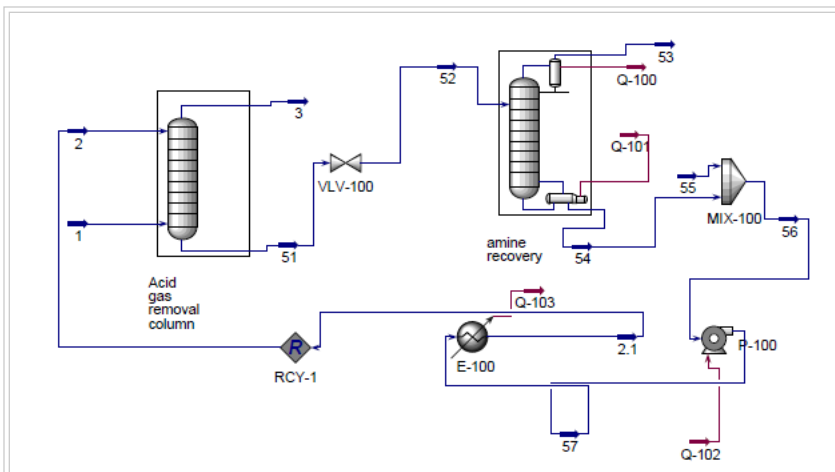 53
52
Q-100
3
2
Q-101
VLV-100
55
1
MIX-100
56
51
amine
recovery
54
Acid
gas
removal
column
Q-103
P-100
E-100
2.1
R
RCY-1
57
Q-102